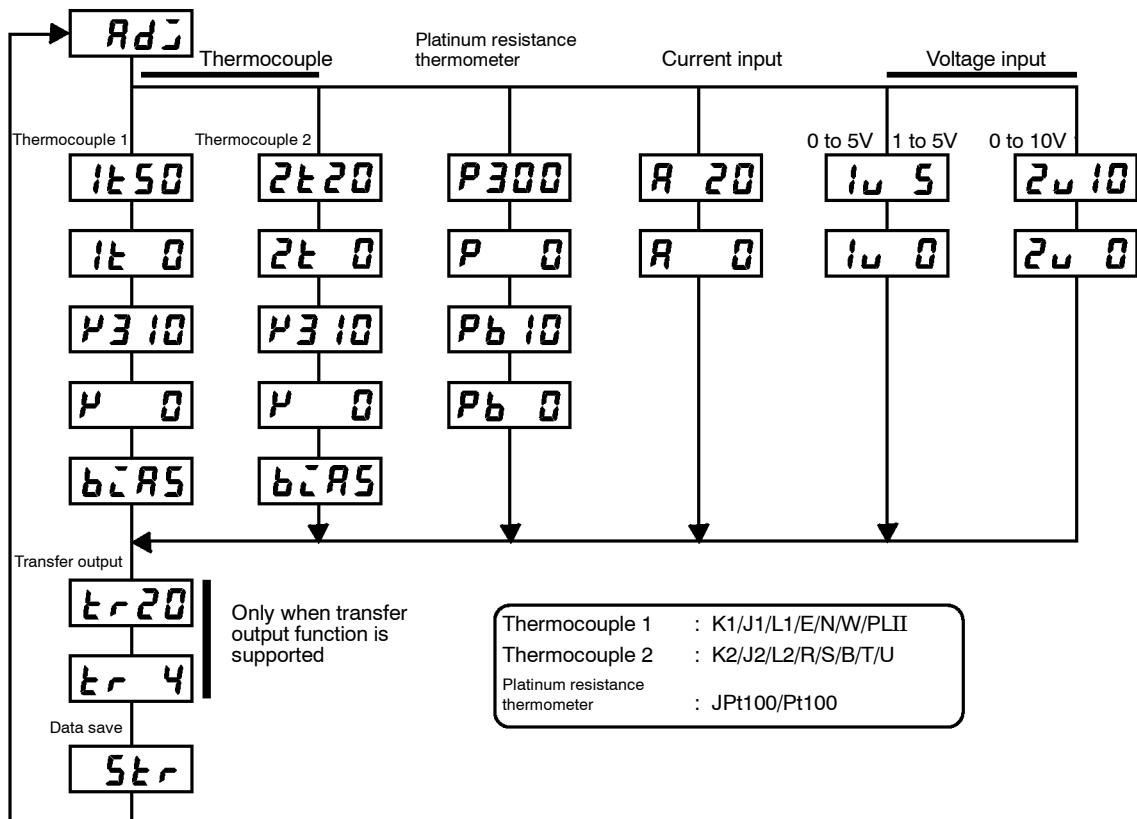 Adj
Thermocouple
Platinum resistance
thermometer
Current input
Voltage input
Thermocouple 1
Thermocouple 2
0 to 5V
1 to 5V
0 to 10V
1t50
2t20
P300
A 20
1u 5
2u10
1t 0
2t 0
P 0
A 0
1u 0
2u 0
Y310
Y310
Pb10
Y 0
Y 0
Pb 0
biAS
biAS
Transfer output
tr20
tr 4
Only when transfer
output function is
supported
Data save
Str
Thermocouple 1 : K1/J1/L1/E/N/W/PLII
Thermocouple 2 : K2/J2/L2/R/S/B/T/U
Platinum resistance
thermometer : JPt100/Pt100